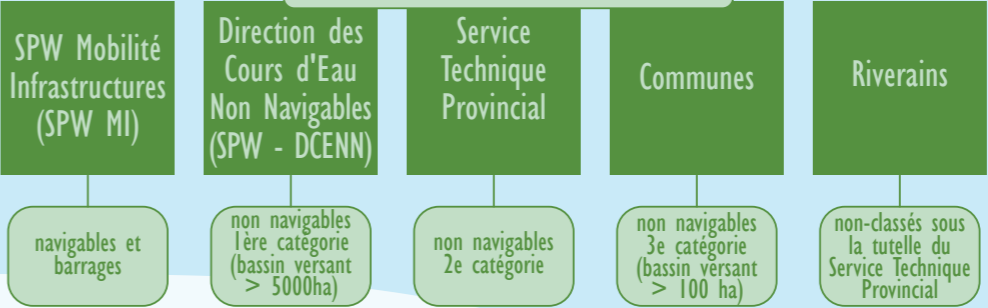 SPW Mobilité
Infrastructures
(SPW MI)
Direction des
Cours d'Eau
Non Navigables
(SPW - DCENN)
Service
Technique
Provincial
Communes
Riverains
navigables et
barrages
non navigables
1ère catégorie
(bassin versant
> 5000ha)
non navigables
2e catégorie
non navigables
3e catégorie
(bassin versant
> 100 ha)
non-classés sous
la tutelle du
Service Technique
Provincial